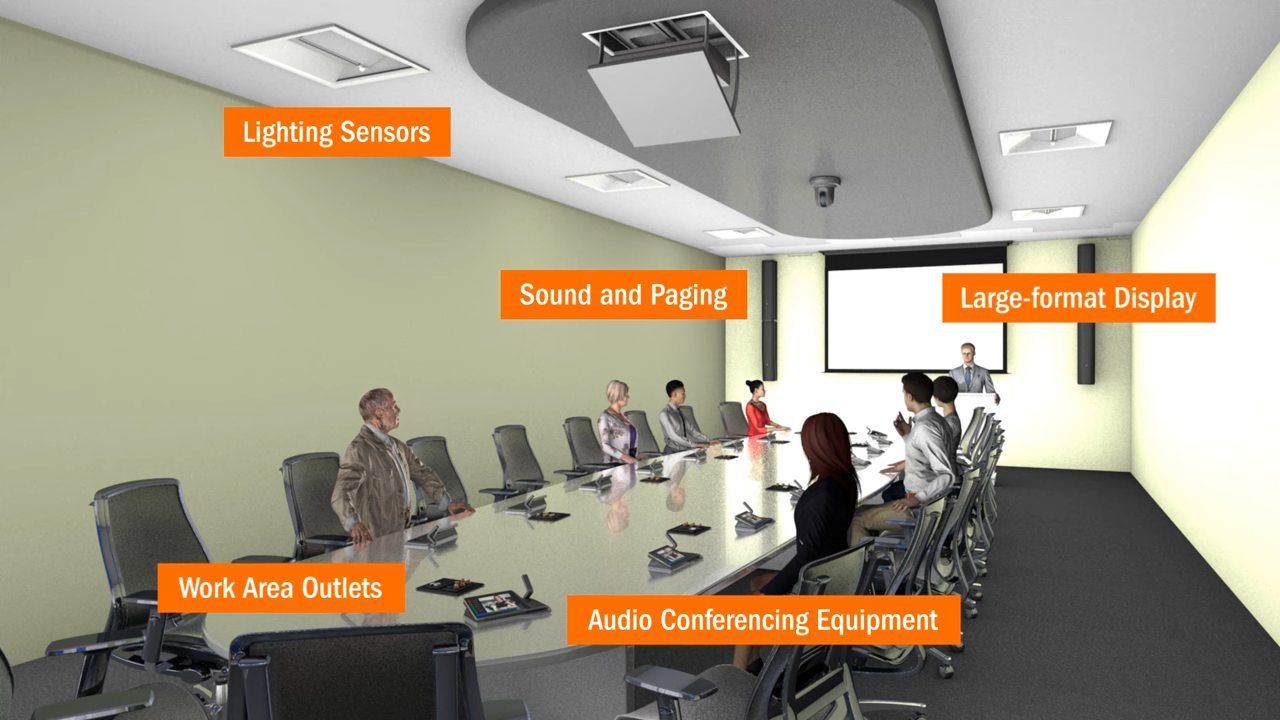 Lighting Sensors
Sound and Paging
Large-format Display
Work Area Outlets
Audio Conferencing Equipment